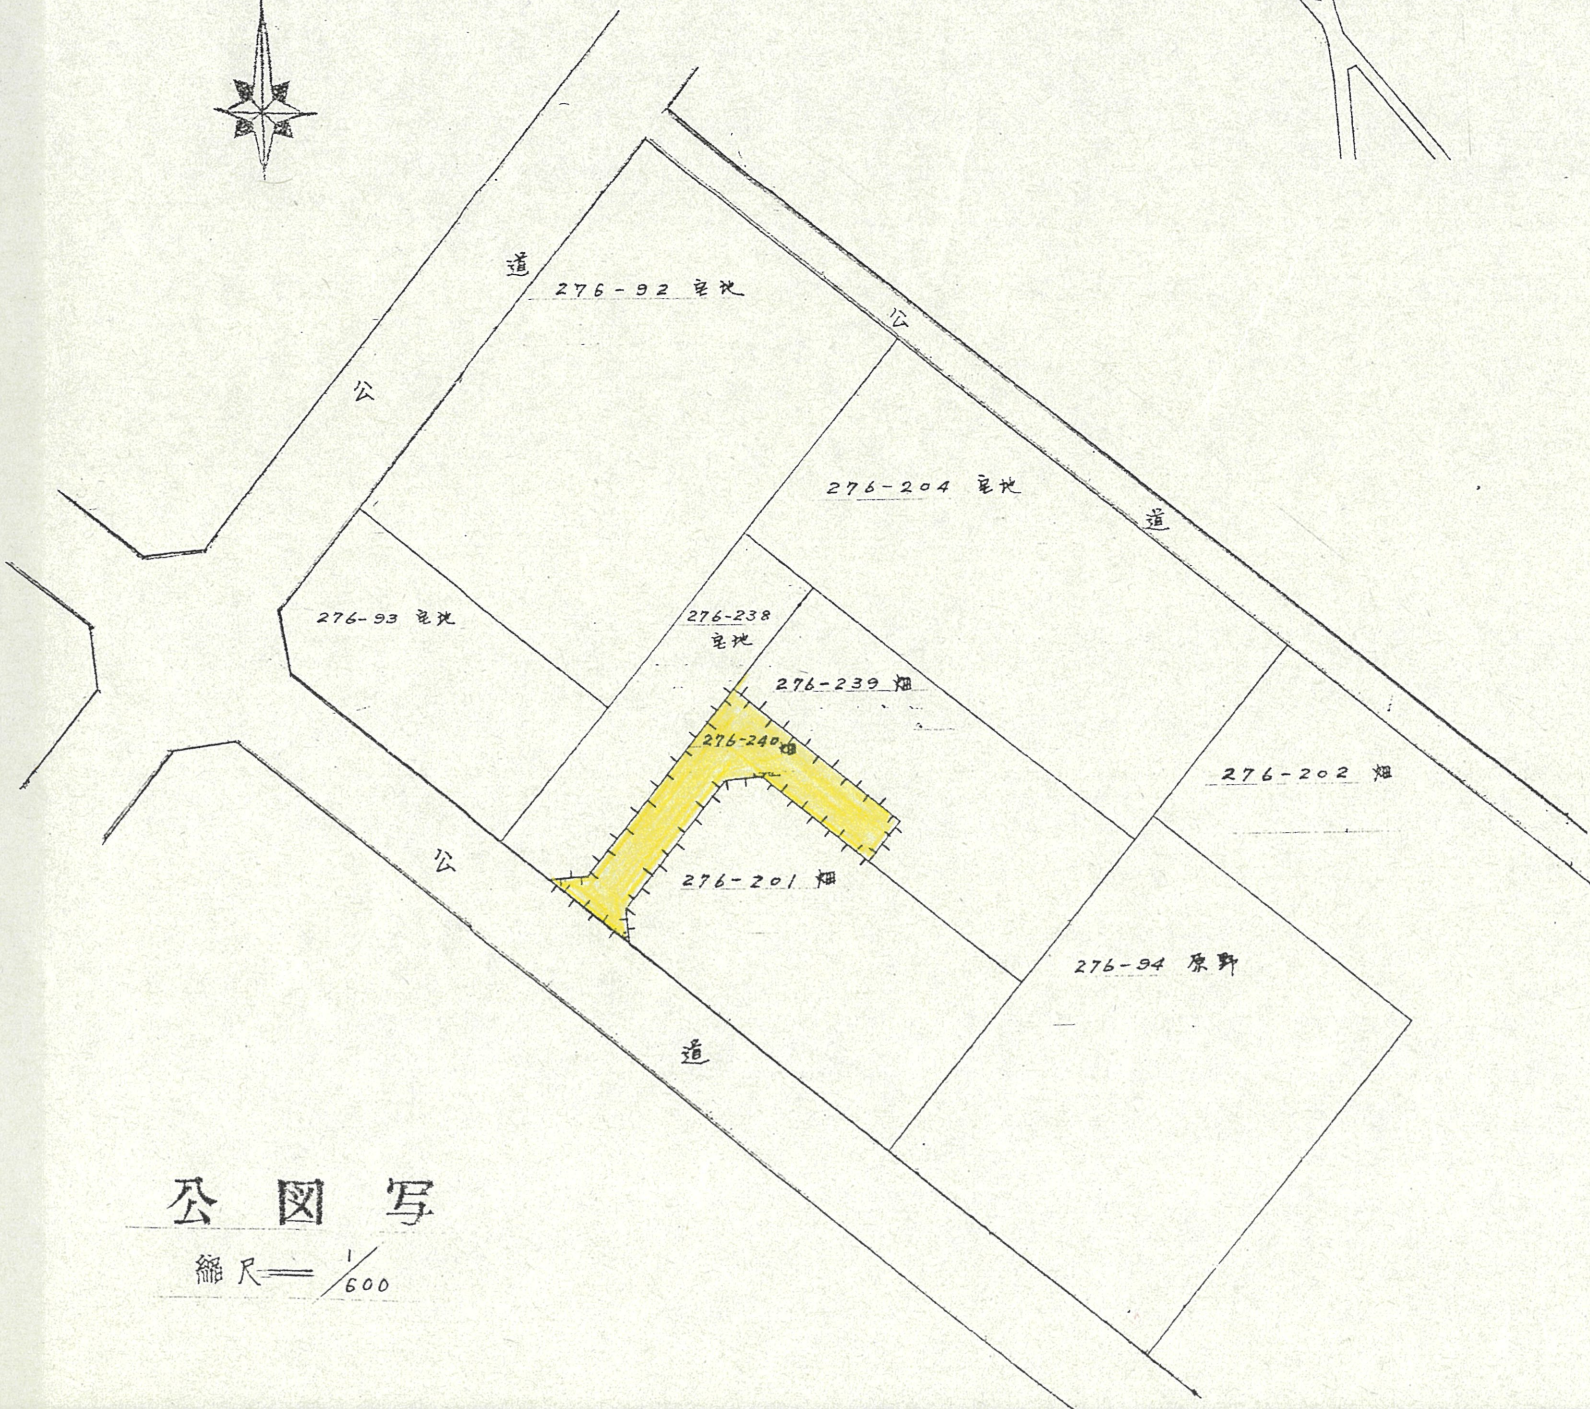 道
276-92 宅地
公
公
276-204 宅地
道
276-93 宅地
276-238
宅地
276-239 畑
276-240 畑
276-202 畑
公
276-201 畑
276-94 原野
道
公図写
縮尺＝1/600